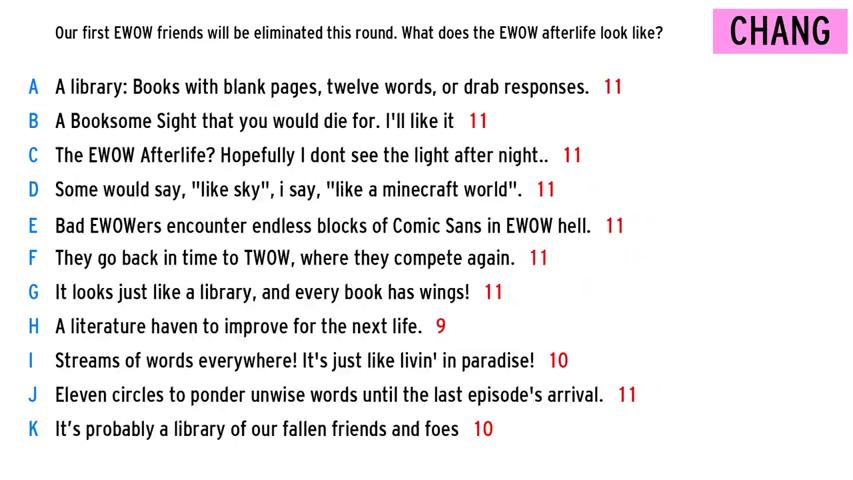 Our first EWOW friends will be eliminated this round. What does the EWOW afterlife look like?
CHANG
A A library: Books with blank pages, twelve words, or drab responses. 11
B A Booksome Sight that you would die for. I'll like it 11
C The EWOW Afterlife? Hopefully I dont see the light after night.. 11
D Some would say, "like sky", i say, "like a minecraft world". 11
E Bad EWOWers encounter endless blocks of Comic Sans in EWOW hell. 11
F They go back in time to TWOW, where they compete again. 11
G It looks just like a library, and every book has wings! 11
H A literature haven to improve for the next life. 9
I Streams of words everywhere! It's just like livin' in paradise! 10
J Eleven circles to ponder unwise words until the last episode's arrival. 11
K It’s probably a library of our fallen friends and foes 10